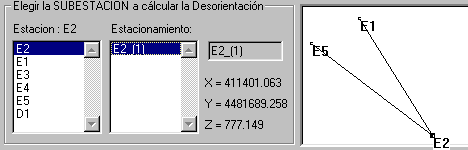 Elegir la SUBESTACION a cálcular la Desorientación
Estacion : E2
Estacionamiento:
E2
E1
E3
E4
E5
D1
E2_(1)
E2_(1)
X = 411401.063
Y = 4481689.258
Z = 777.149
E1
E5
E2